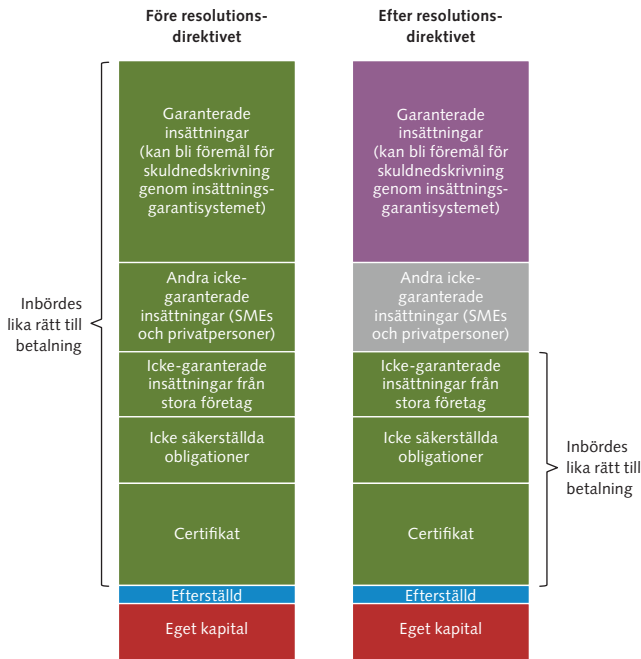 Före resolutions-
direktivet
Efter resolutions-
direktivet
Garanterade
insättningar
(kan bli föremål för
skuldnedskrivning
genom insättnings-
garantisystemet)
Garanterade
insättningar
(kan bli föremål för
skuldnedskrivning
genom insättnings-
garantisystemet)
Inbördes
lika rätt till
betalning
Andra icke-
garanterade
insättningar (SMEs
och privatpersoner)
Andra icke-
garanterade
insättningar (SMEs
och privatpersoner)
Icke-garanterade
insättningar från
stora företag
Icke-garanterade
insättningar från
stora företag
Icke säkerställda
obligationer
Icke säkerställda
obligationer
Inbördes
lika rätt till
betalning
Certifikat
Certifikat
Efterställd
Efterställd
Eget kapital
Eget kapital